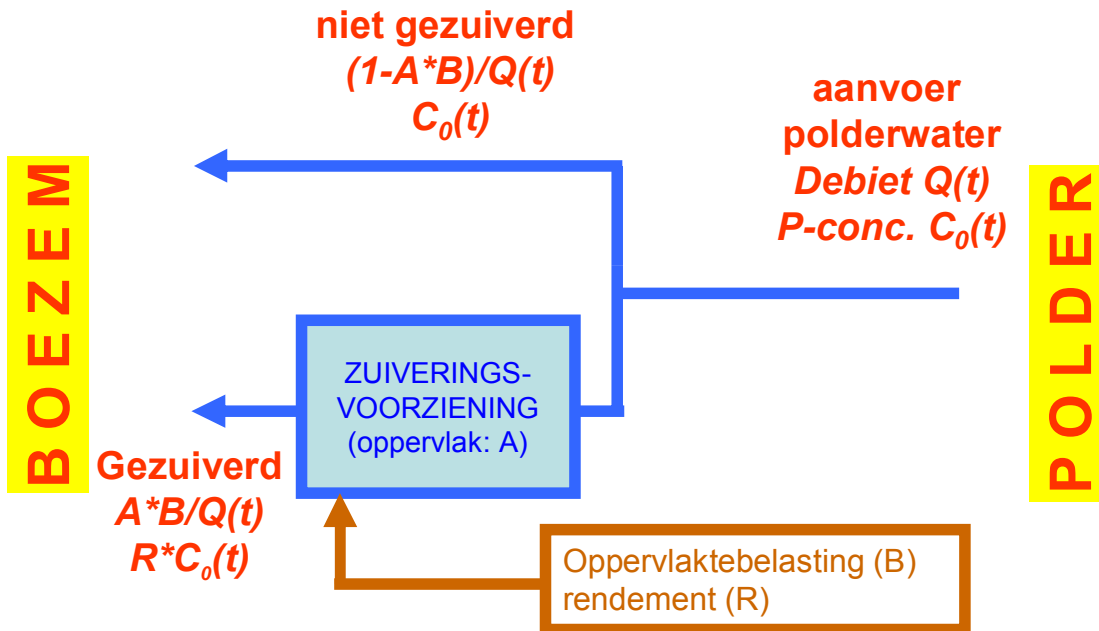 niet gezuiverd
(1-A*B)/Q(t)
C₀(t)
aanvoer
polderwater
Debiet Q(t)
P-conc. C₀(t)
BOEZEM
POLDER
ZUIVERINGS-
VOORZIENING
(oppervlak: A)
Gezuiverd
A*B/Q(t)
R*C₀(t)
Oppervlaktebelasting (B)
rendement (R)